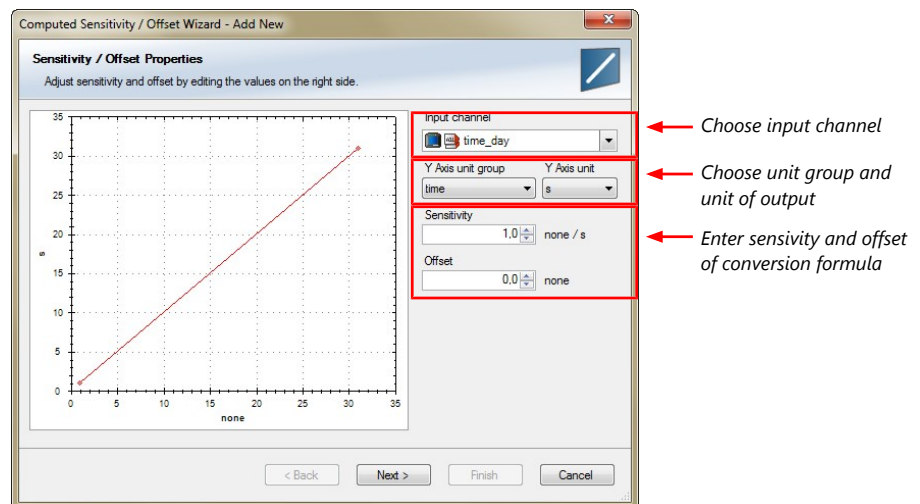 Computed Sensitivity / Offset Wizard - Add New
Sensitivity / Offset Properties
Adjust sensitivity and offset by editing the values on the right side.
35
30
25
20
15
10
5
0
s
0 5 10 15 20 25 30 35
none
Input channel
time_day
Y Axis unit group Y Axis unit
time s
Sensitivity
1,0 none / s
Offset
0,0 none
< Back Next > Finish Cancel
Choose input channel
Choose unit group and
unit of output
Enter sensivity and offset
of conversion formula